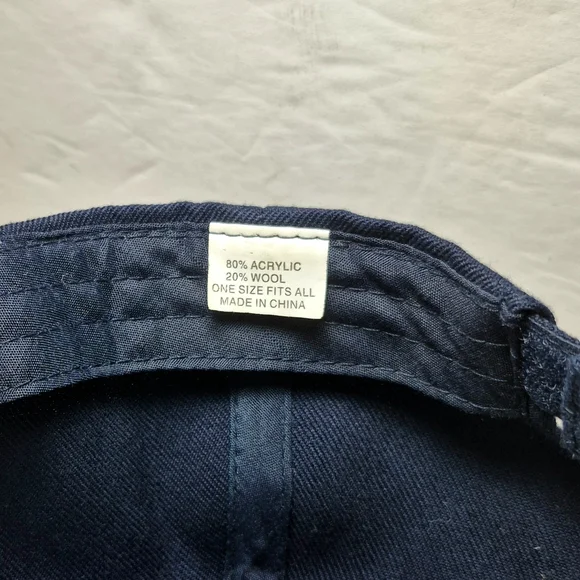 80% ACRYLIC
20% WOOL
ONE SIZE FITS ALL
MADE IN CHINA